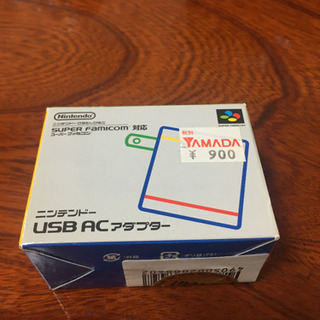 Nintendo
ニンテンドークラシックミニ
SUPER Famicom 対応
スーパーファミコン
税別
YAMADA
¥ 900
ニンテンドー
USB ACアダプター